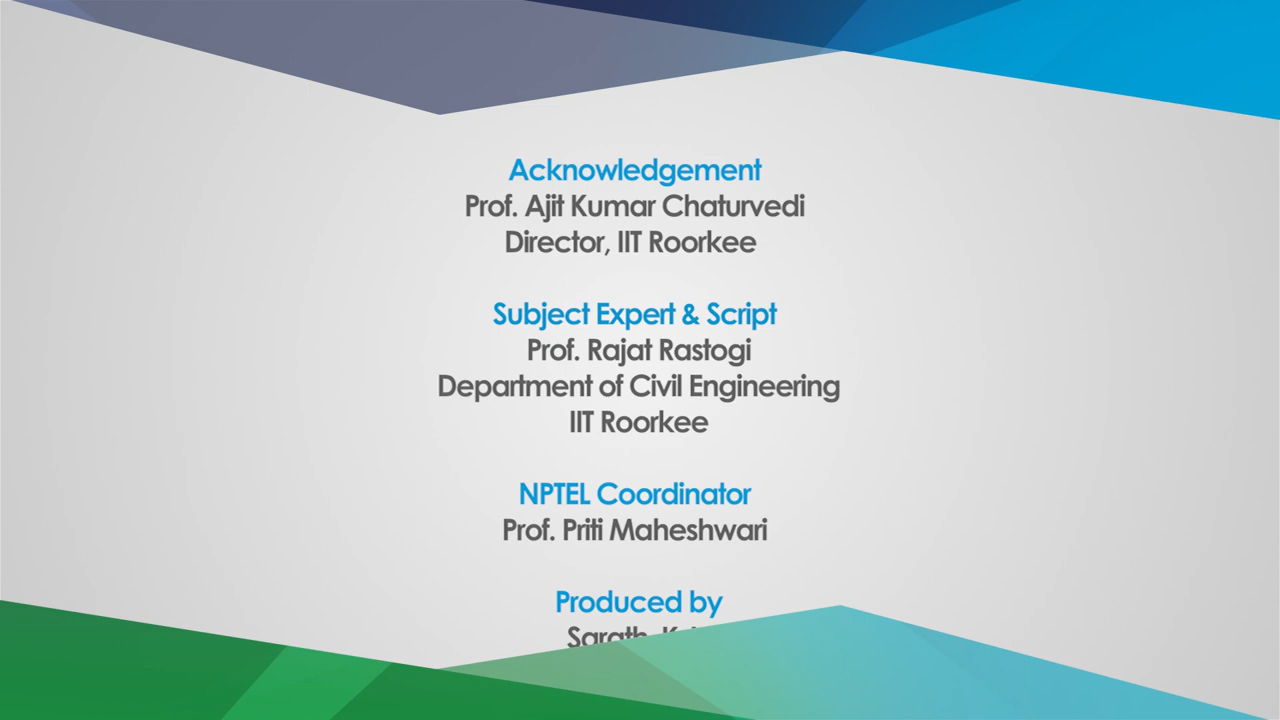 Acknowledgement
Prof. Ajit Kumar Chaturvedi
Director, IIT Roorkee
Subject Expert & Script
Prof. Rajat Rastogi
Department of Civil Engineering
IIT Roorkee
NPTEL Coordinator
Prof. Priti Maheshwari
Produced by
Sarath